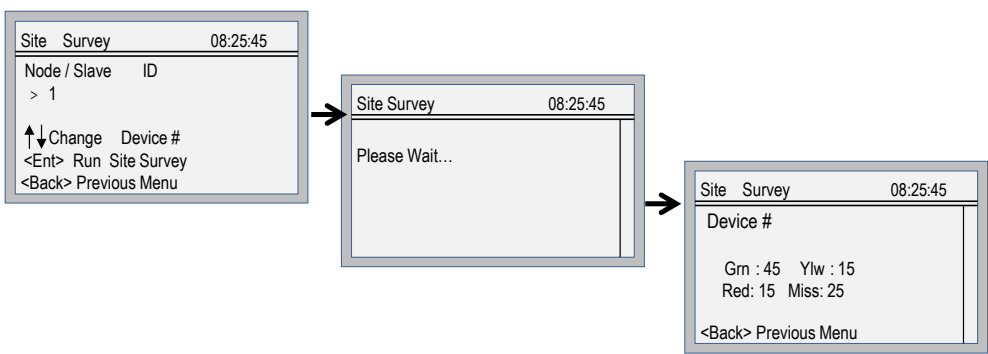 Site Survey 08:25:45
Node / Slave ID
> 1
↑↓Change Device #
<Ent> Run Site Survey
<Back> Previous Menu
Site Survey 08:25:45
Please Wait…
Site Survey 08:25:45
Device #
Grn : 45 Ylw : 15
Red: 15 Miss: 25
<Back> Previous Menu